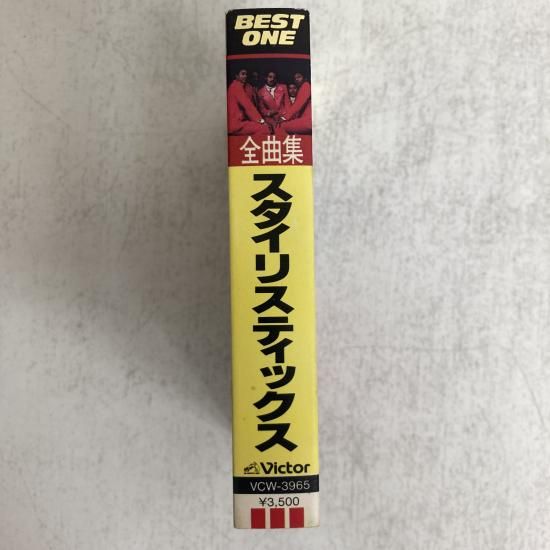 BEST
ONE
全曲集
スタイリスティックス
Victor
VCW-3965
¥3,500